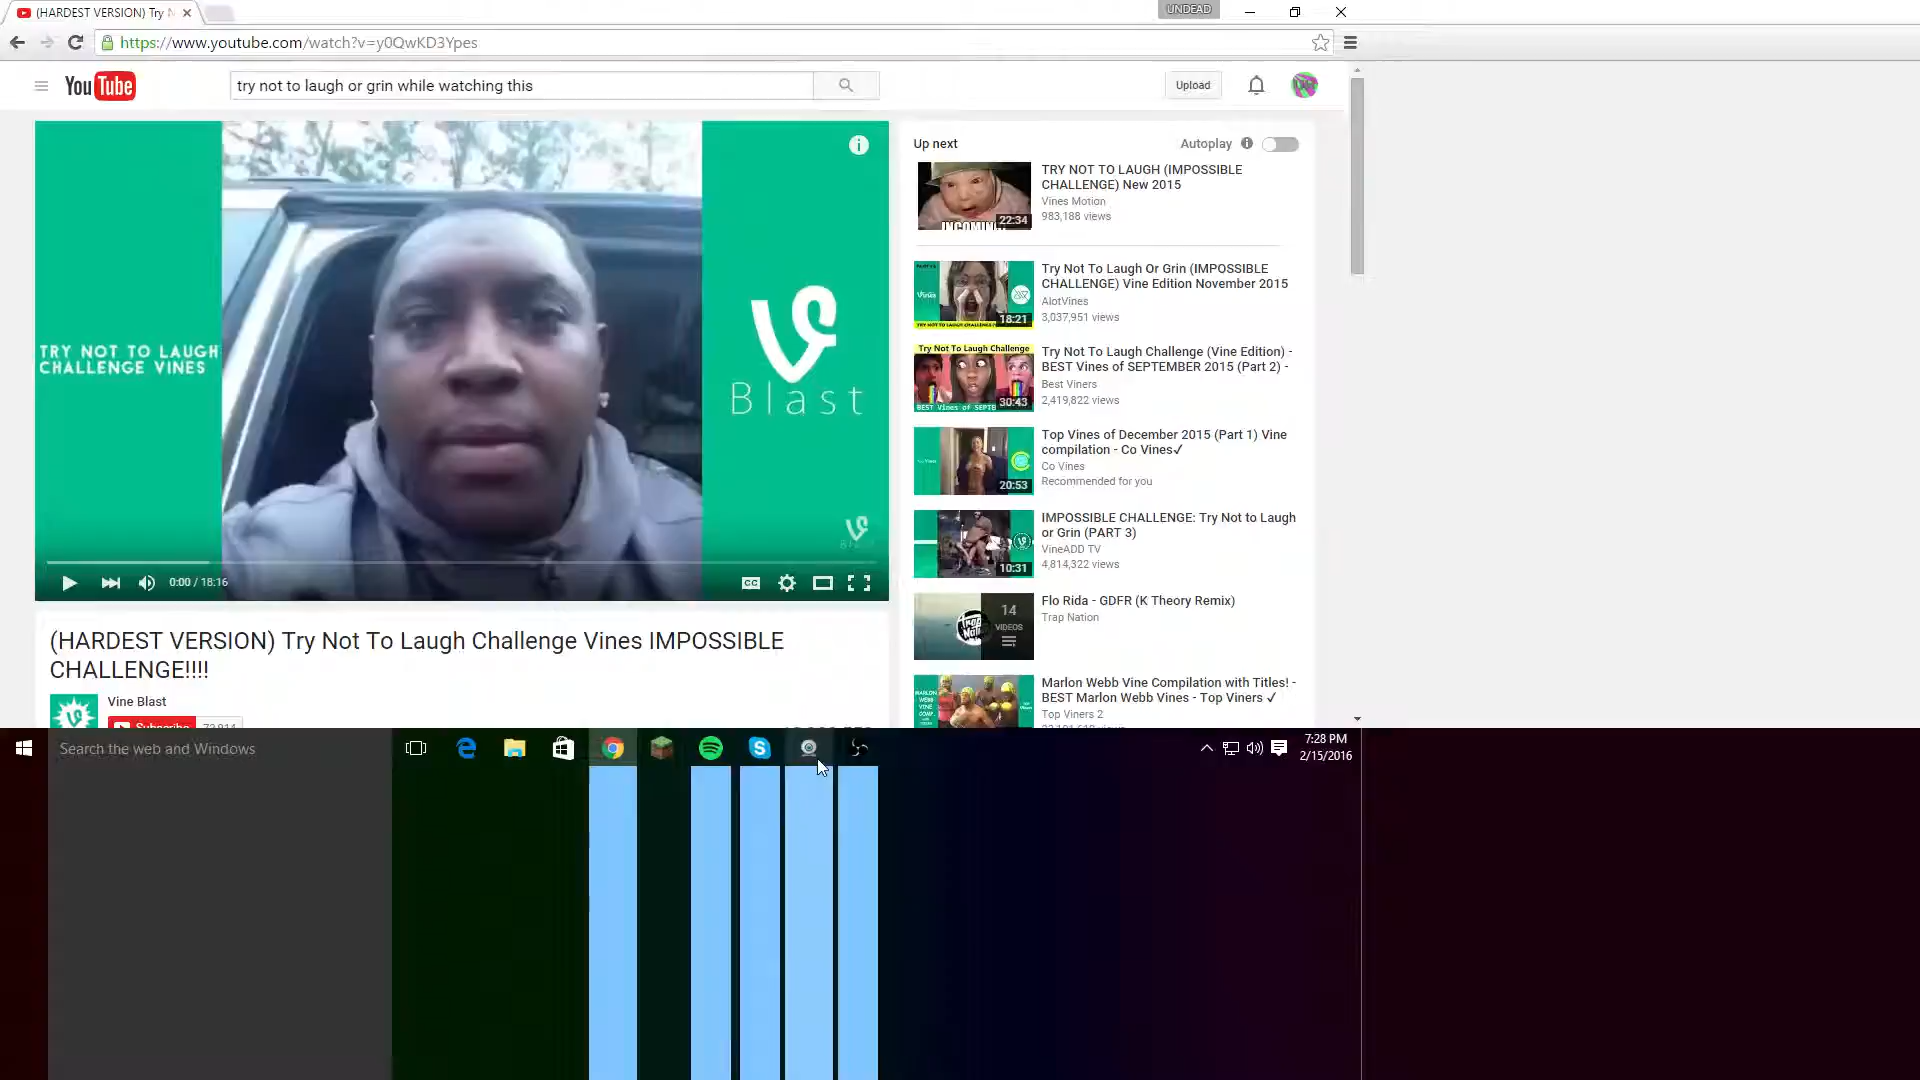 (HARDEST VERSION) Try N
UNDEAD
https://www.youtube.com/watch?v=y0QwKD3Ypes
YouTube
try not to laugh or grin while watching this
Upload
TRY NOT TO LAUGH
CHALLENGE VINES
Blast
0:00 / 18:16
CC
(HARDEST VERSION) Try Not To Laugh Challenge Vines IMPOSSIBLE
CHALLENGE!!!!
Vine Blast
Subscribe
Up next
Autoplay
22:34
TRY NOT TO LAUGH (IMPOSSIBLE
CHALLENGE) New 2015
Vines Motion
983,188 views
18:21
Try Not To Laugh Or Grin (IMPOSSIBLE
CHALLENGE) Vine Edition November 2015
AlotVines
3,037,951 views
Try Not To Laugh Challenge
30:43
Try Not To Laugh Challenge (Vine Edition) -
BEST Vines of SEPTEMBER 2015 (Part 2) -
Best Viners
2,419,822 views
20:53
Top Vines of December 2015 (Part 1) Vine
compilation - Co Vines✓
Co Vines
Recommended for you
10:31
IMPOSSIBLE CHALLENGE: Try Not to Laugh
or Grin (PART 3)
VineADD TV
4,814,322 views
14
VIDEOS
Flo Rida - GDFR (K Theory Remix)
Trap Nation
Marlon Webb Vine Compilation with Titles! -
BEST Marlon Webb Vines - Top Viners ✓
Top Viners 2
Search the web and Windows
7:28 PM
2/15/2016